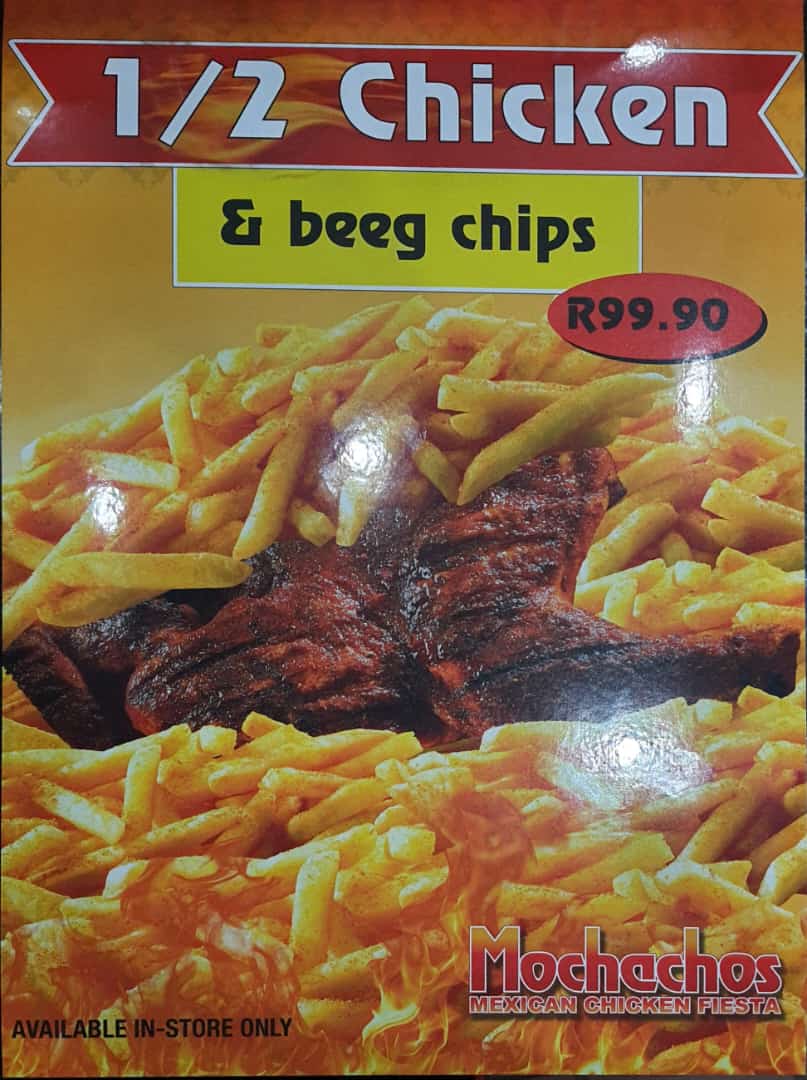 1/2 Chicken
& beeg chips
R99.90
Mochachos
MEXICAN CHICKEN FIESTA
AVAILABLE IN-STORE ONLY